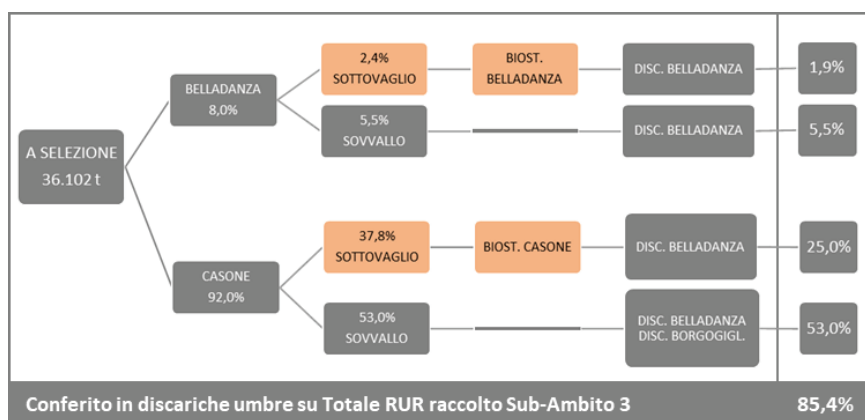 2,4%
SOTTOVAGLIO
BIOST.
BELLADANZA
DISC. BELLADANZA
1,9%
BELLADANZA
8,0%
5,5%
SOVVALLO
DISC. BELLADANZA
5,5%
A SELEZIONE
36.102 t
37,8%
SOTTOVAGLIO
BIOST. CASONE
DISC. BELLADANZA
25,0%
CASONE
92,0%
53,0%
SOVVALLO
DISC. BELLADANZA
DISC. BORGOGIGL.
53,0%
Conferito in discariche umbre su Totale RUR raccolto Sub-Ambito 3 85,4%